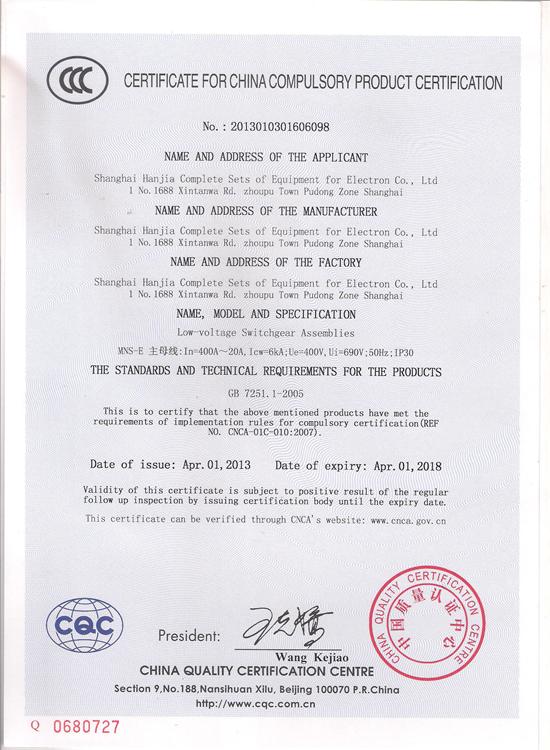 CCC
CERTIFICATE FOR CHINA COMPULSORY PRODUCT CERTIFICATION
No. : 2013010301606098
NAME AND ADDRESS OF THE APPLICANT
Shanghai Hanjia Complete Sets of Equipment for Electron Co., Ltd
1 No.1688 Xintanwa Rd. zhoupu Town Pudong Zone Shanghai
NAME AND ADDRESS OF THE MANUFACTURER
Shanghai Hanjia Complete Sets of Equipment for Electron Co., Ltd
1 No.1688 Xintanwa Rd. zhoupu Town Pudong Zone Shanghai
NAME AND ADDRESS OF THE FACTORY
Shanghai Hanjia Complete Sets of Equipment for Electron Co., Ltd
1 No.1688 Xintanwa Rd. zhoupu Town Pudong Zone Shanghai
NAME, MODEL AND SPECIFICATION
Low-voltage Switchgear Assemblies
MNS-E 主母线:In=400A～20A, Icw=6kA;Ue=400V, Ui=690V;50Hz;IP30
THE STANDARDS AND TECHNICAL REQUIREMENTS FOR THE PRODUCTS
GB 7251.1-2005
This is to certify that the above mentioned products have met the
requirements of implementation rules for compulsory certification(REF
NO. CNCA-01C-010:2007).
Date of issue: Apr.01,2013 Date of expiry: Apr.01,2018
Validity of this certificate is subject to positive result of the regular
follow up inspection by issuing certification body until the expiry date.
This certificate can be verified through CNCA's website: www.cnca.gov.cn
CQC
President:
Wang Kejiao
CHINA QUALITY CERTIFICATION CENTRE
中国质量认证中心
CHINA QUALITY CERTIFICATION CENTRE
Section 9,No.188,Nansihuan Xilu, Beijing 100070 P.R.China
http://www.cqc.com.cn
Q 0680727